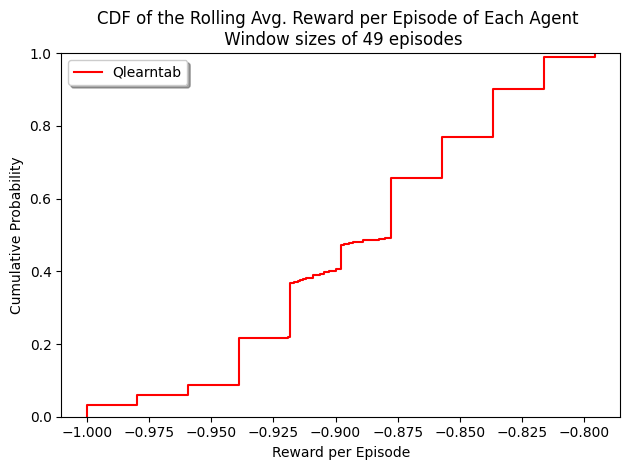 CDF of the Rolling Avg. Reward per Episode of Each Agent
Window sizes of 49 episodes
Qlearntab
1.0
0.8
0.6
0.4
0.2
0.0
Cumulative Probability
−1.000 −0.975 −0.950 −0.925 −0.900 −0.875 −0.850 −0.825 −0.800
Reward per Episode